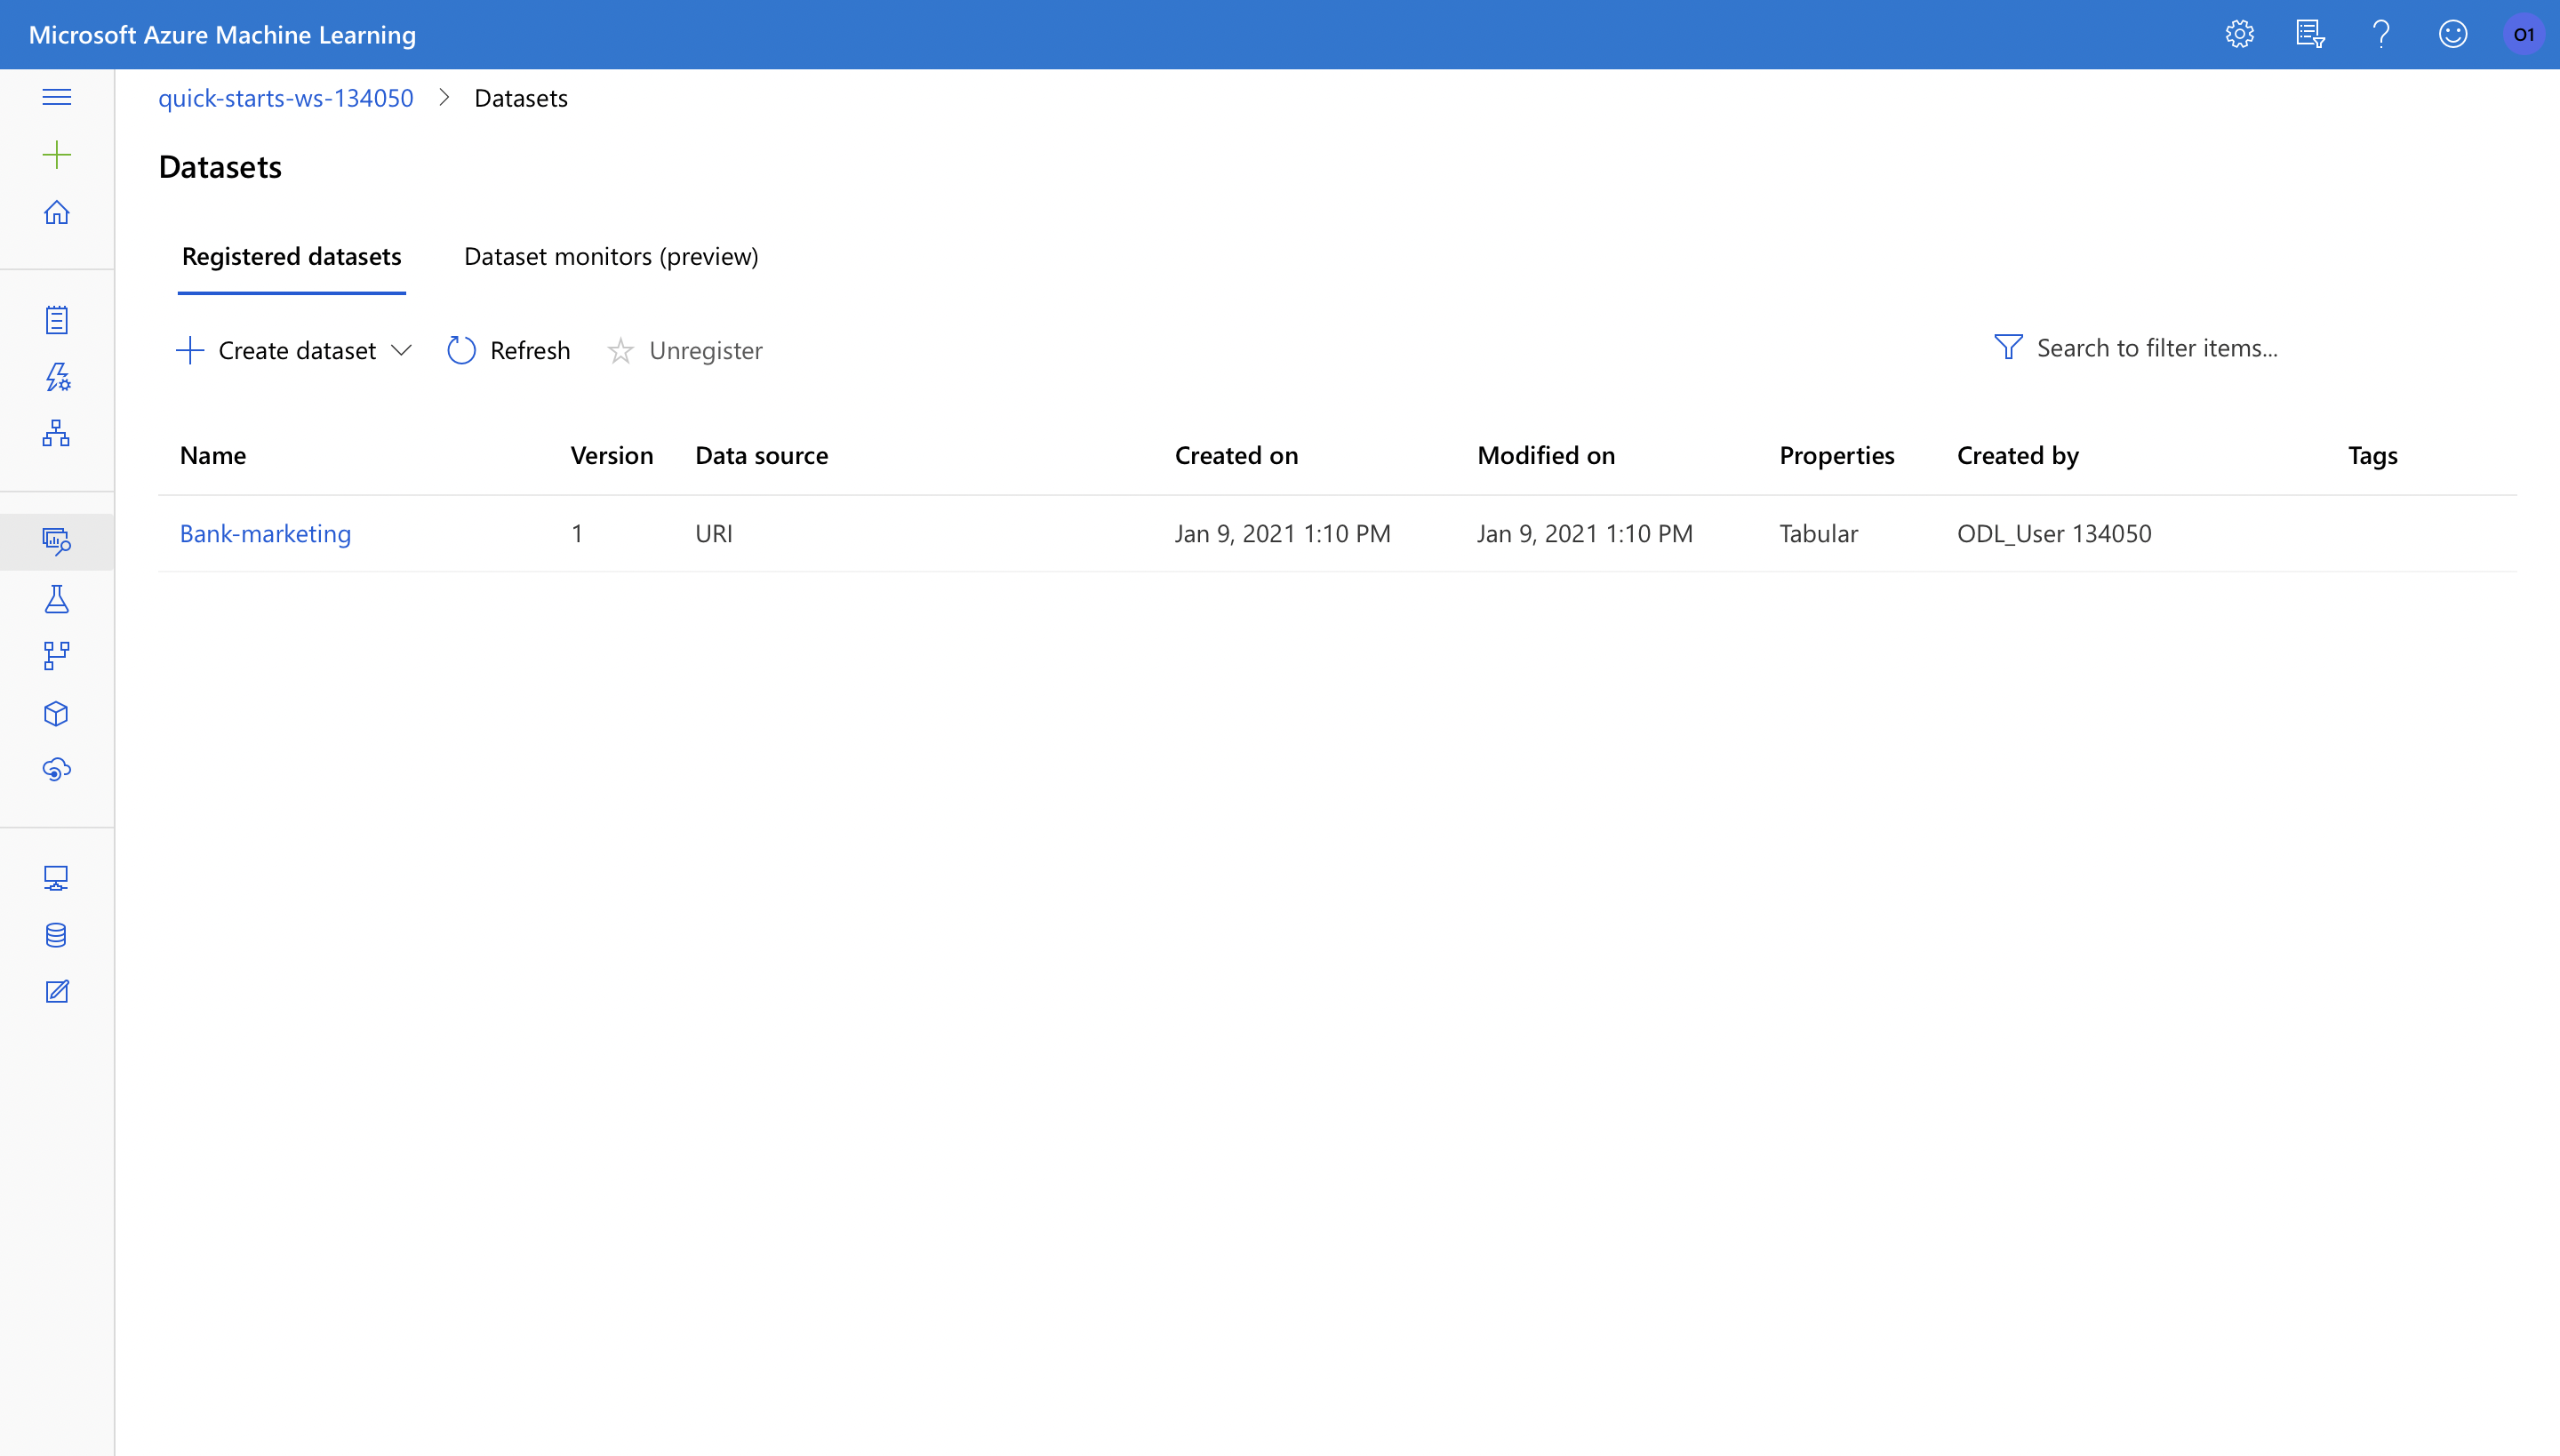 Microsoft Azure Machine Learning
O1
quick-starts-ws-134050 > Datasets
Datasets
Registered datasets Dataset monitors (preview)
Create dataset Refresh Unregister Search to filter items...
Name Version Data source Created on Modified on Properties Created by Tags
Bank-marketing 1 URI Jan 9, 2021 1:10 PM Jan 9, 2021 1:10 PM Tabular ODL_User 134050